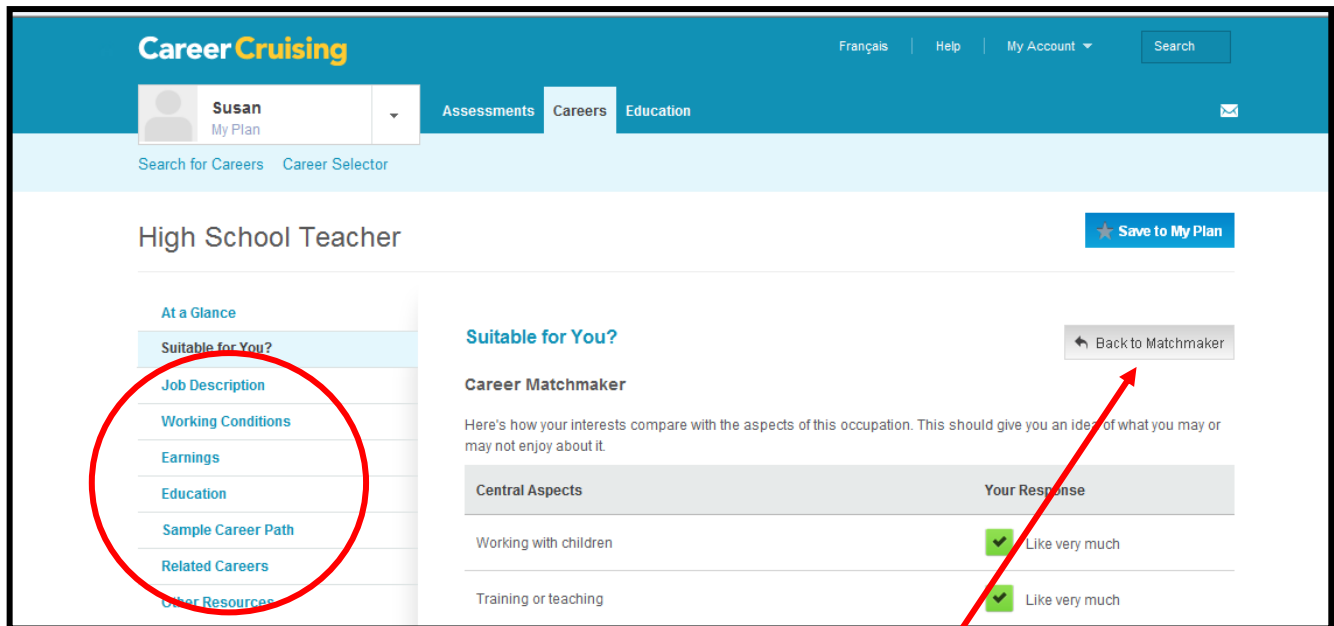 CareerCruising
Français Help My Account Search
Susan
My Plan
Assessments Careers Education
Search for Careers Career Selector
High School Teacher
Save to My Plan
At a Glance
Suitable for You?
Job Description
Working Conditions
Earnings
Education
Sample Career Path
Related Careers
Other Resources
Suitable for You?
Back to Matchmaker
Career Matchmaker
Here's how your interests compare with the aspects of this occupation. This should give you an idea of what you may or
may not enjoy about it.
Central Aspects Your Response
Working with children Like very much
Training or teaching Like very much